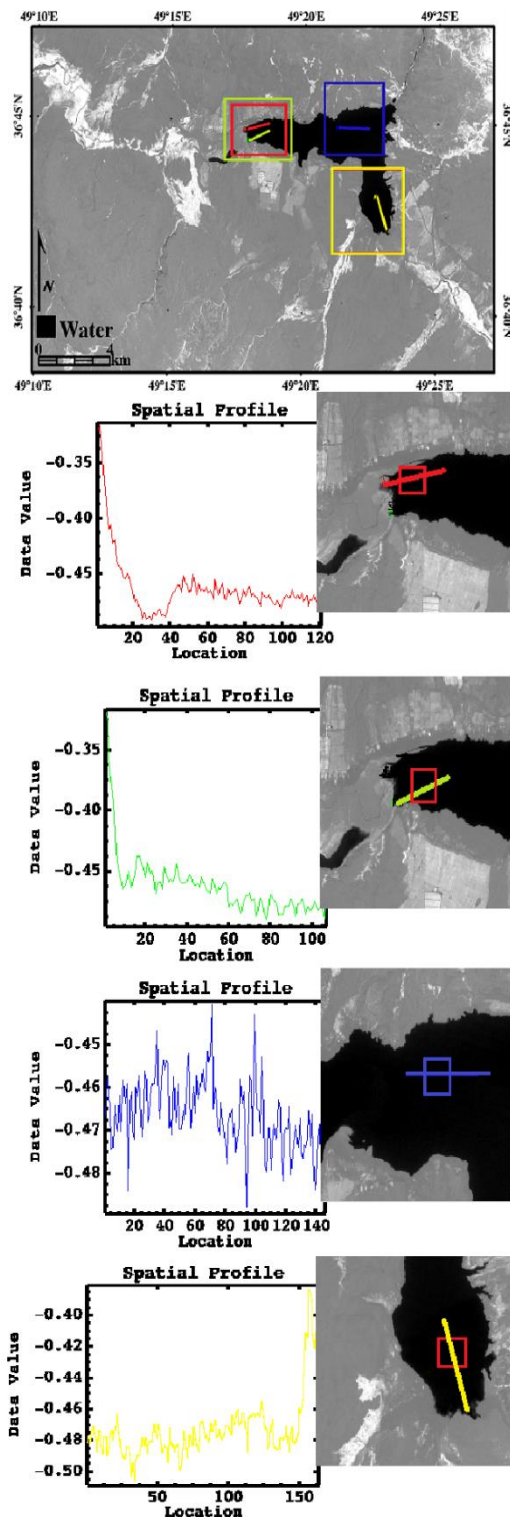 49°10'E 49°15'E 49°20'E 49°25'E
36°45'N 36°45'N
36°40'N 36°40'N
N
Water
0 4
km
49°10'E 49°15'E 49°20'E 49°25'E
Spatial Profile
Data Value
-0.35
-0.40
-0.45
20 40 60 80 100 120
Location
Spatial Profile
Data Value
-0.35
-0.40
-0.45
20 40 60 80 100
Location
Spatial Profile
Data Value
-0.45
-0.46
-0.47
-0.48
20 40 60 80 100 120 140
Location
Spatial Profile
Data Value
-0.40
-0.42
-0.44
-0.46
-0.48
-0.50
50 100 150
Location